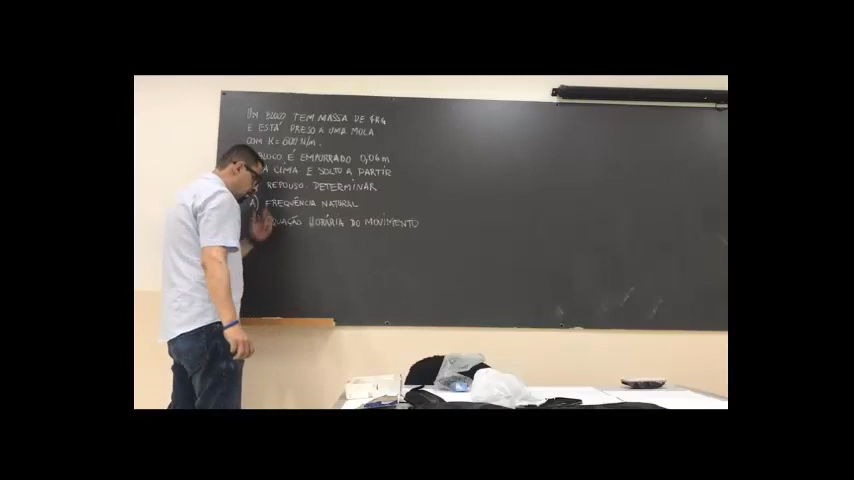 UM BLOCO TEM MASSA DE 4KG
E ESTÁ PRESO A UMA MOLA
COM K = 600 N/m.
BLOCO É EMPURRADO 0,06m
CIMA E SOLTO A PARTIR
REPOUSO. DETERMINAR
A) FREQUÊNCIA NATURAL
HORÁRIA DO MOVIMENTO